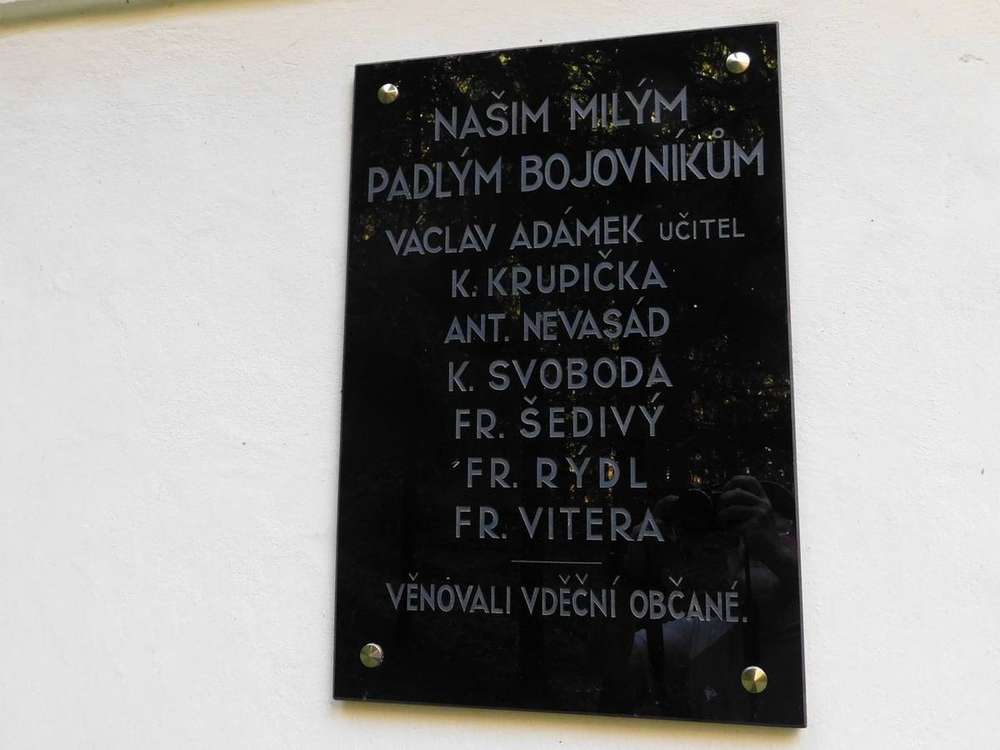 NAŠIM MILÝM
PADLÝM BOJOVNÍKŮM
VÁCLAV ADÁMEK UČITEL
K. KRUPIČKA
ANT. NEVASÁD
K. SVOBODA
FR. ŠEDIVÝ
FR. RÝDL
FR. VITERA
VĚNOVALI VDĚČNÍ OBČANÉ.